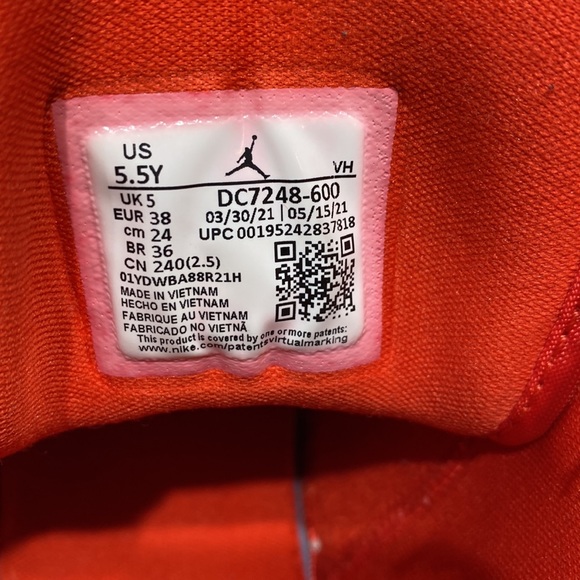 US
5.5Y
VH
UK 5
EUR 38
cm 24
BR 36
CN 240(2.5)
DC7248-600
03/30/21 | 05/15/21
UPC 00195242837818
01YDWBA88R21H
MADE IN VIETNAM
HECHO EN VIETNAM
FABRIQUE AU VIETNAM
FABRICADO NO VIETNÃ
This product is covered by one or more patents:
www.nike.com/patentsvirtualmarking